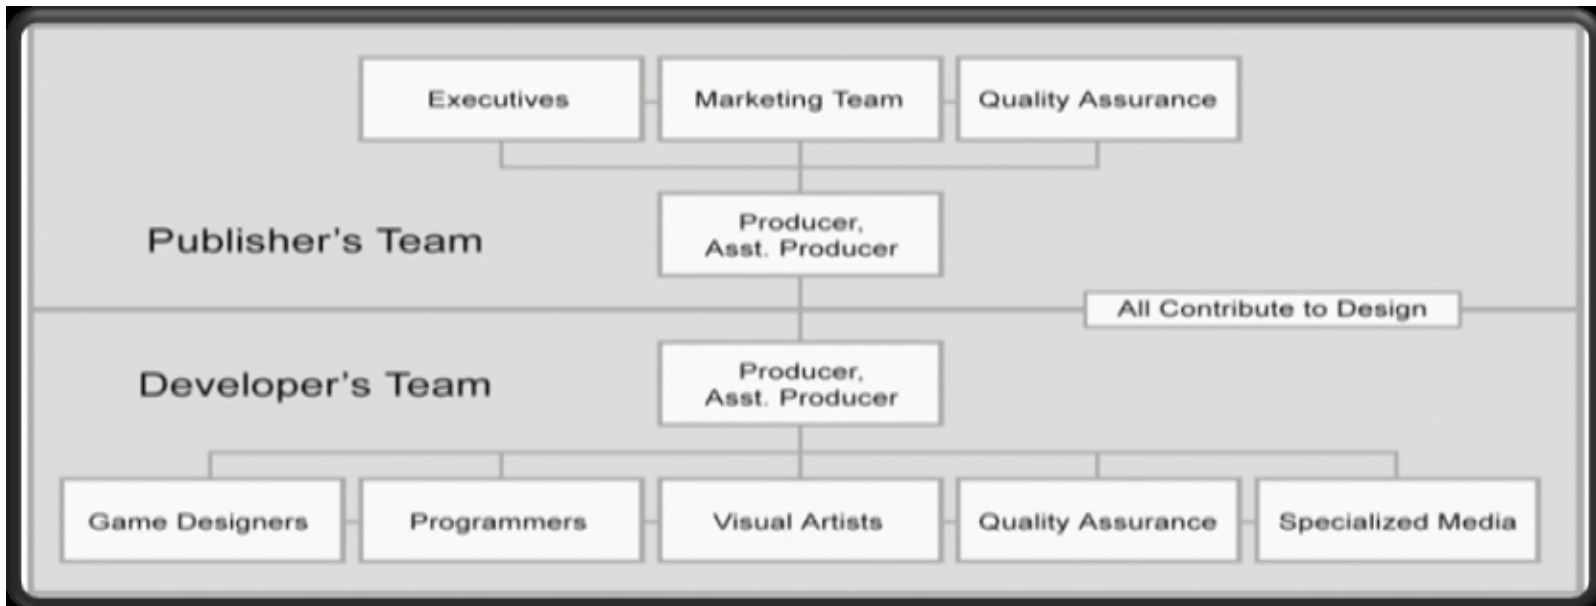 Executives
Marketing Team
Quality Assurance
Publisher's Team
Producer,
Asst. Producer
All Contribute to Design
Developer's Team
Producer,
Asst. Producer
Game Designers
Programmers
Visual Artists
Quality Assurance
Specialized Media